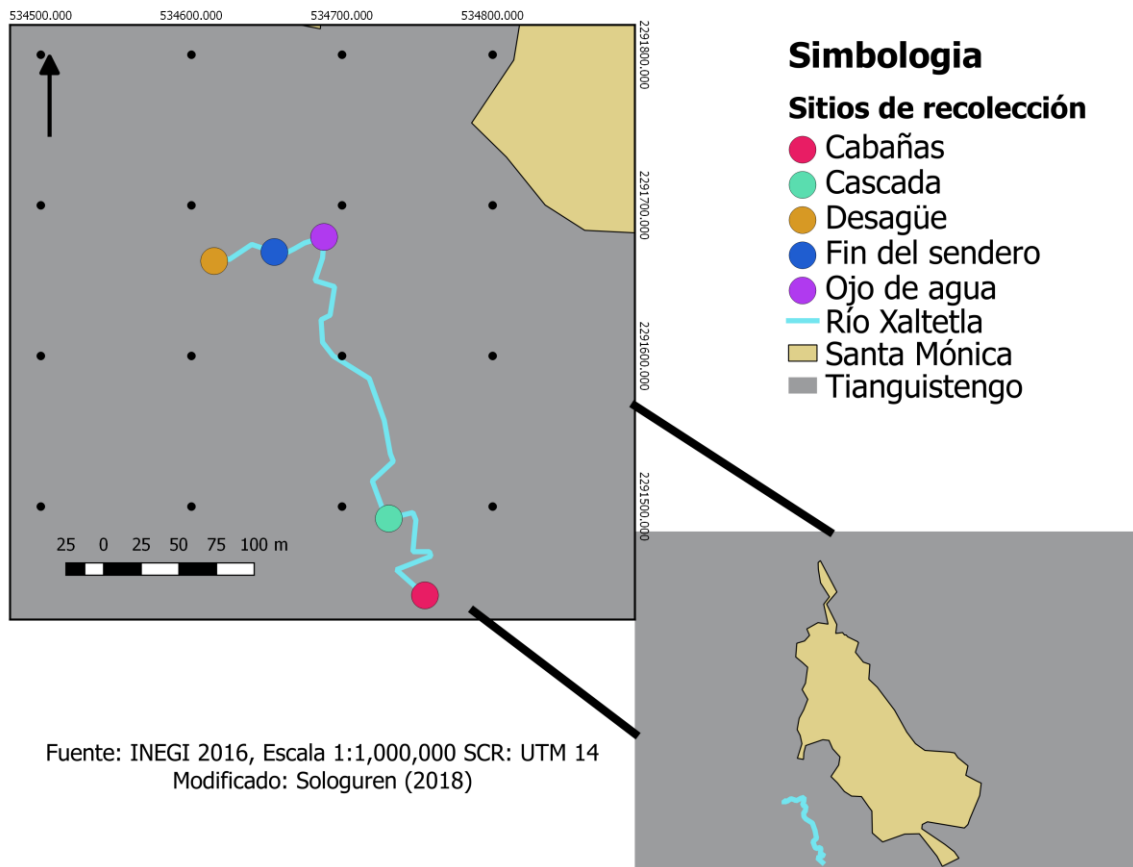 534500.000 534600.000 534700.000 534800.000
2291800.000
2291700.000
2291600.000
2291500.000
25 0 25 50 75 100 m
Simbologia
Sitios de recolección
Cabañas
Cascada
Desagüe
Fin del sendero
Ojo de agua
Río Xaltetla
Santa Mónica
Tianguistengo
Fuente: INEGI 2016, Escala 1:1,000,000 SCR: UTM 14
Modificado: Sologuren (2018)